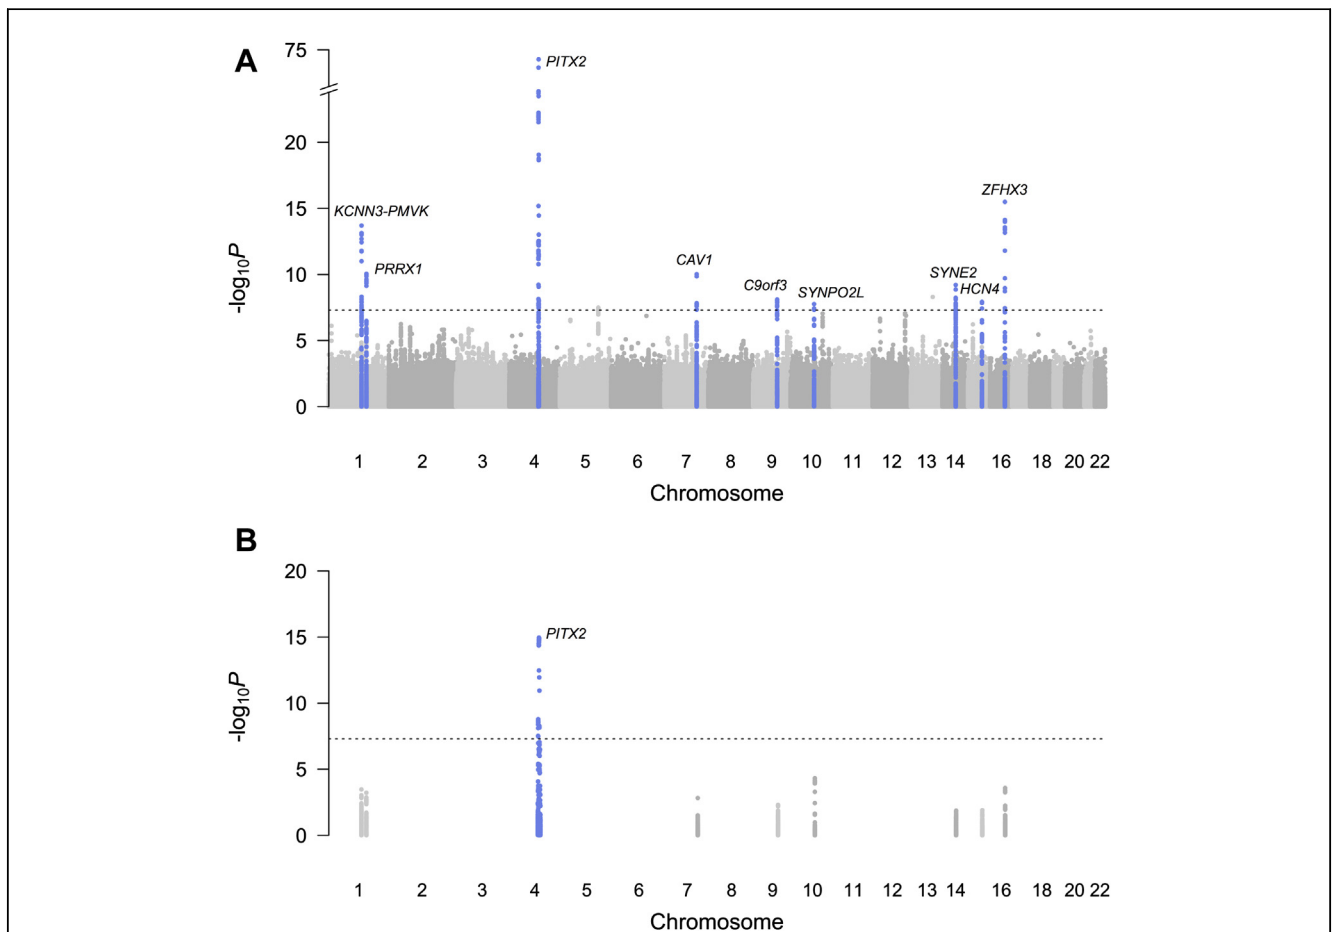 A
75
PITX2
20
ZFHX3
15
KCNN3-PMVK
PRRX1
CAV1
SYNE2
10
C9orf3
SYNPO2L
HCN4
-log10P
5
0
1 2 3 4 5 6 7 8 9 10 11 12 13 14 16 18 20 22
Chromosome
B
20
15
PITX2
10
-log10P
5
0
1 2 3 4 5 6 7 8 9 10 11 12 13 14 16 18 20 22
Chromosome